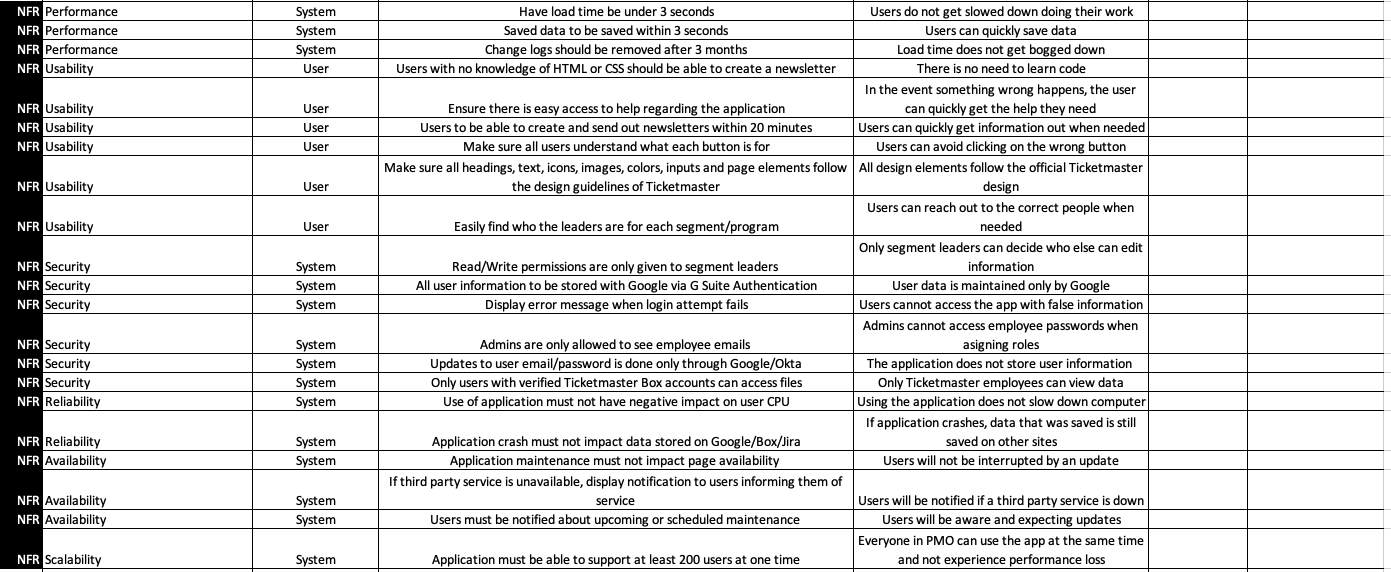 NFR Performance System Have load time be under 3 seconds Users do not get slowed down doing their work
NFR Performance System Saved data to be saved within 3 seconds Users can quickly save data
NFR Performance System Change logs should be removed after 3 months Load time does not get bogged down
NFR Usability User Users with no knowledge of HTML or CSS should be able to create a newsletter There is no need to learn code
In the event something wrong happens, the user
NFR Usability User Ensure there is easy access to help regarding the application can quickly get the help they need
NFR Usability User Users to be able to create and send out newsletters within 20 minutes Users can quickly get information out when needed
NFR Usability User Make sure all users understand what each button is for Users can avoid clicking on the wrong button
Make sure all headings, text, icons, images, colors, inputs and page elements follow All design elements follow the official Ticketmaster
NFR Usability User the design guidelines of Ticketmaster design
Users can reach out to the correct people when
NFR Usability User Easily find who the leaders are for each segment/program needed
Only segment leaders can decide who else can edit
NFR Security System Read/Write permissions are only given to segment leaders information
NFR Security System All user information to be stored with Google via G Suite Authentication User data is maintained only by Google
NFR Security System Display error message when login attempt fails Users cannot access the app with false information
Admins cannot access employee passwords when
NFR Security System Admins are only allowed to see employee emails asigning roles
NFR Security System Updates to user email/password is done only through Google/Okta The application does not store user information
NFR Security System Only users with verified Ticketmaster Box accounts can access files Only Ticketmaster employees can view data
NFR Reliability System Use of application must not have negative impact on user CPU Using the application does not slow down computer
If application crashes, data that was saved is still
NFR Reliability System Application crash must not impact data stored on Google/Box/Jira saved on other sites
NFR Availability System Application maintenance must not impact page availability Users will not be interrupted by an update
If third party service is unavailable, display notification to users informing them of
NFR Availability System service Users will be notified if a third party service is down
NFR Availability System Users must be notified about upcoming or scheduled maintenance Users will be aware and expecting updates
Everyone in PMO can use the app at the same time
NFR Scalability System Application must be able to support at least 200 users at one time and not experience performance loss